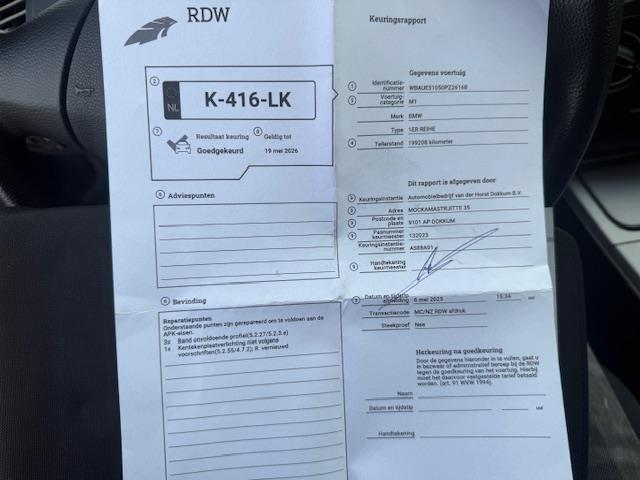 RDW
Keuringsrapport
NL
K-416-LK
Resultaat keuring
Goedgekeurd
Geldig tot
19 mei 2026
Adviespunten
Bevinding
Reparatiepunten
Onderstaande punten zijn gerepareerd om te voldoen aan de
APK-eisen.
3x Band onvoldoende profiel(5.2.27/5.2.3.e)
1x Kentekenplaatverlichting niet volgens
voorschriften(5.2.55/4.7.2); R. vernieuwd
Gegevens voertuig
Identificatie-
nummer WBAUE51050PZ26168
Voertuig-
categorie M1
Merk BMW
Type 1ER REIHE
Tellerstand 199208 kilometer
Dit rapport is afgegeven door
Keuringsinstantie Automobielbedrijf van der Horst Dokkum B.V.
Adres MOCKAMASTRJITTE 35
Postcode en
plaats 9101 AP DOKKUM
Pasnummer
keurmeester 132023
Keuringsinstantie-
nummer AS88A01
Handtekening
keurmeester
Datum en tijdstip
afmelding 6 mei 2025 15:34 uur
Transactiecode MC/NZ RDW afdruk
Steekproef Nee
Herkeuring na goedkeuring
Door de gegevens hieronder in te vullen, gaat u
in bezwaar of administratief beroep bij de RDW
tegen de goedkeuring van het voertuig. Hierbij
moet het daarvoor vastgestelde tarief betaald
worden. (art. 91 WVW 1994).
Naam
Datum en tijdstip uur
Handtekening